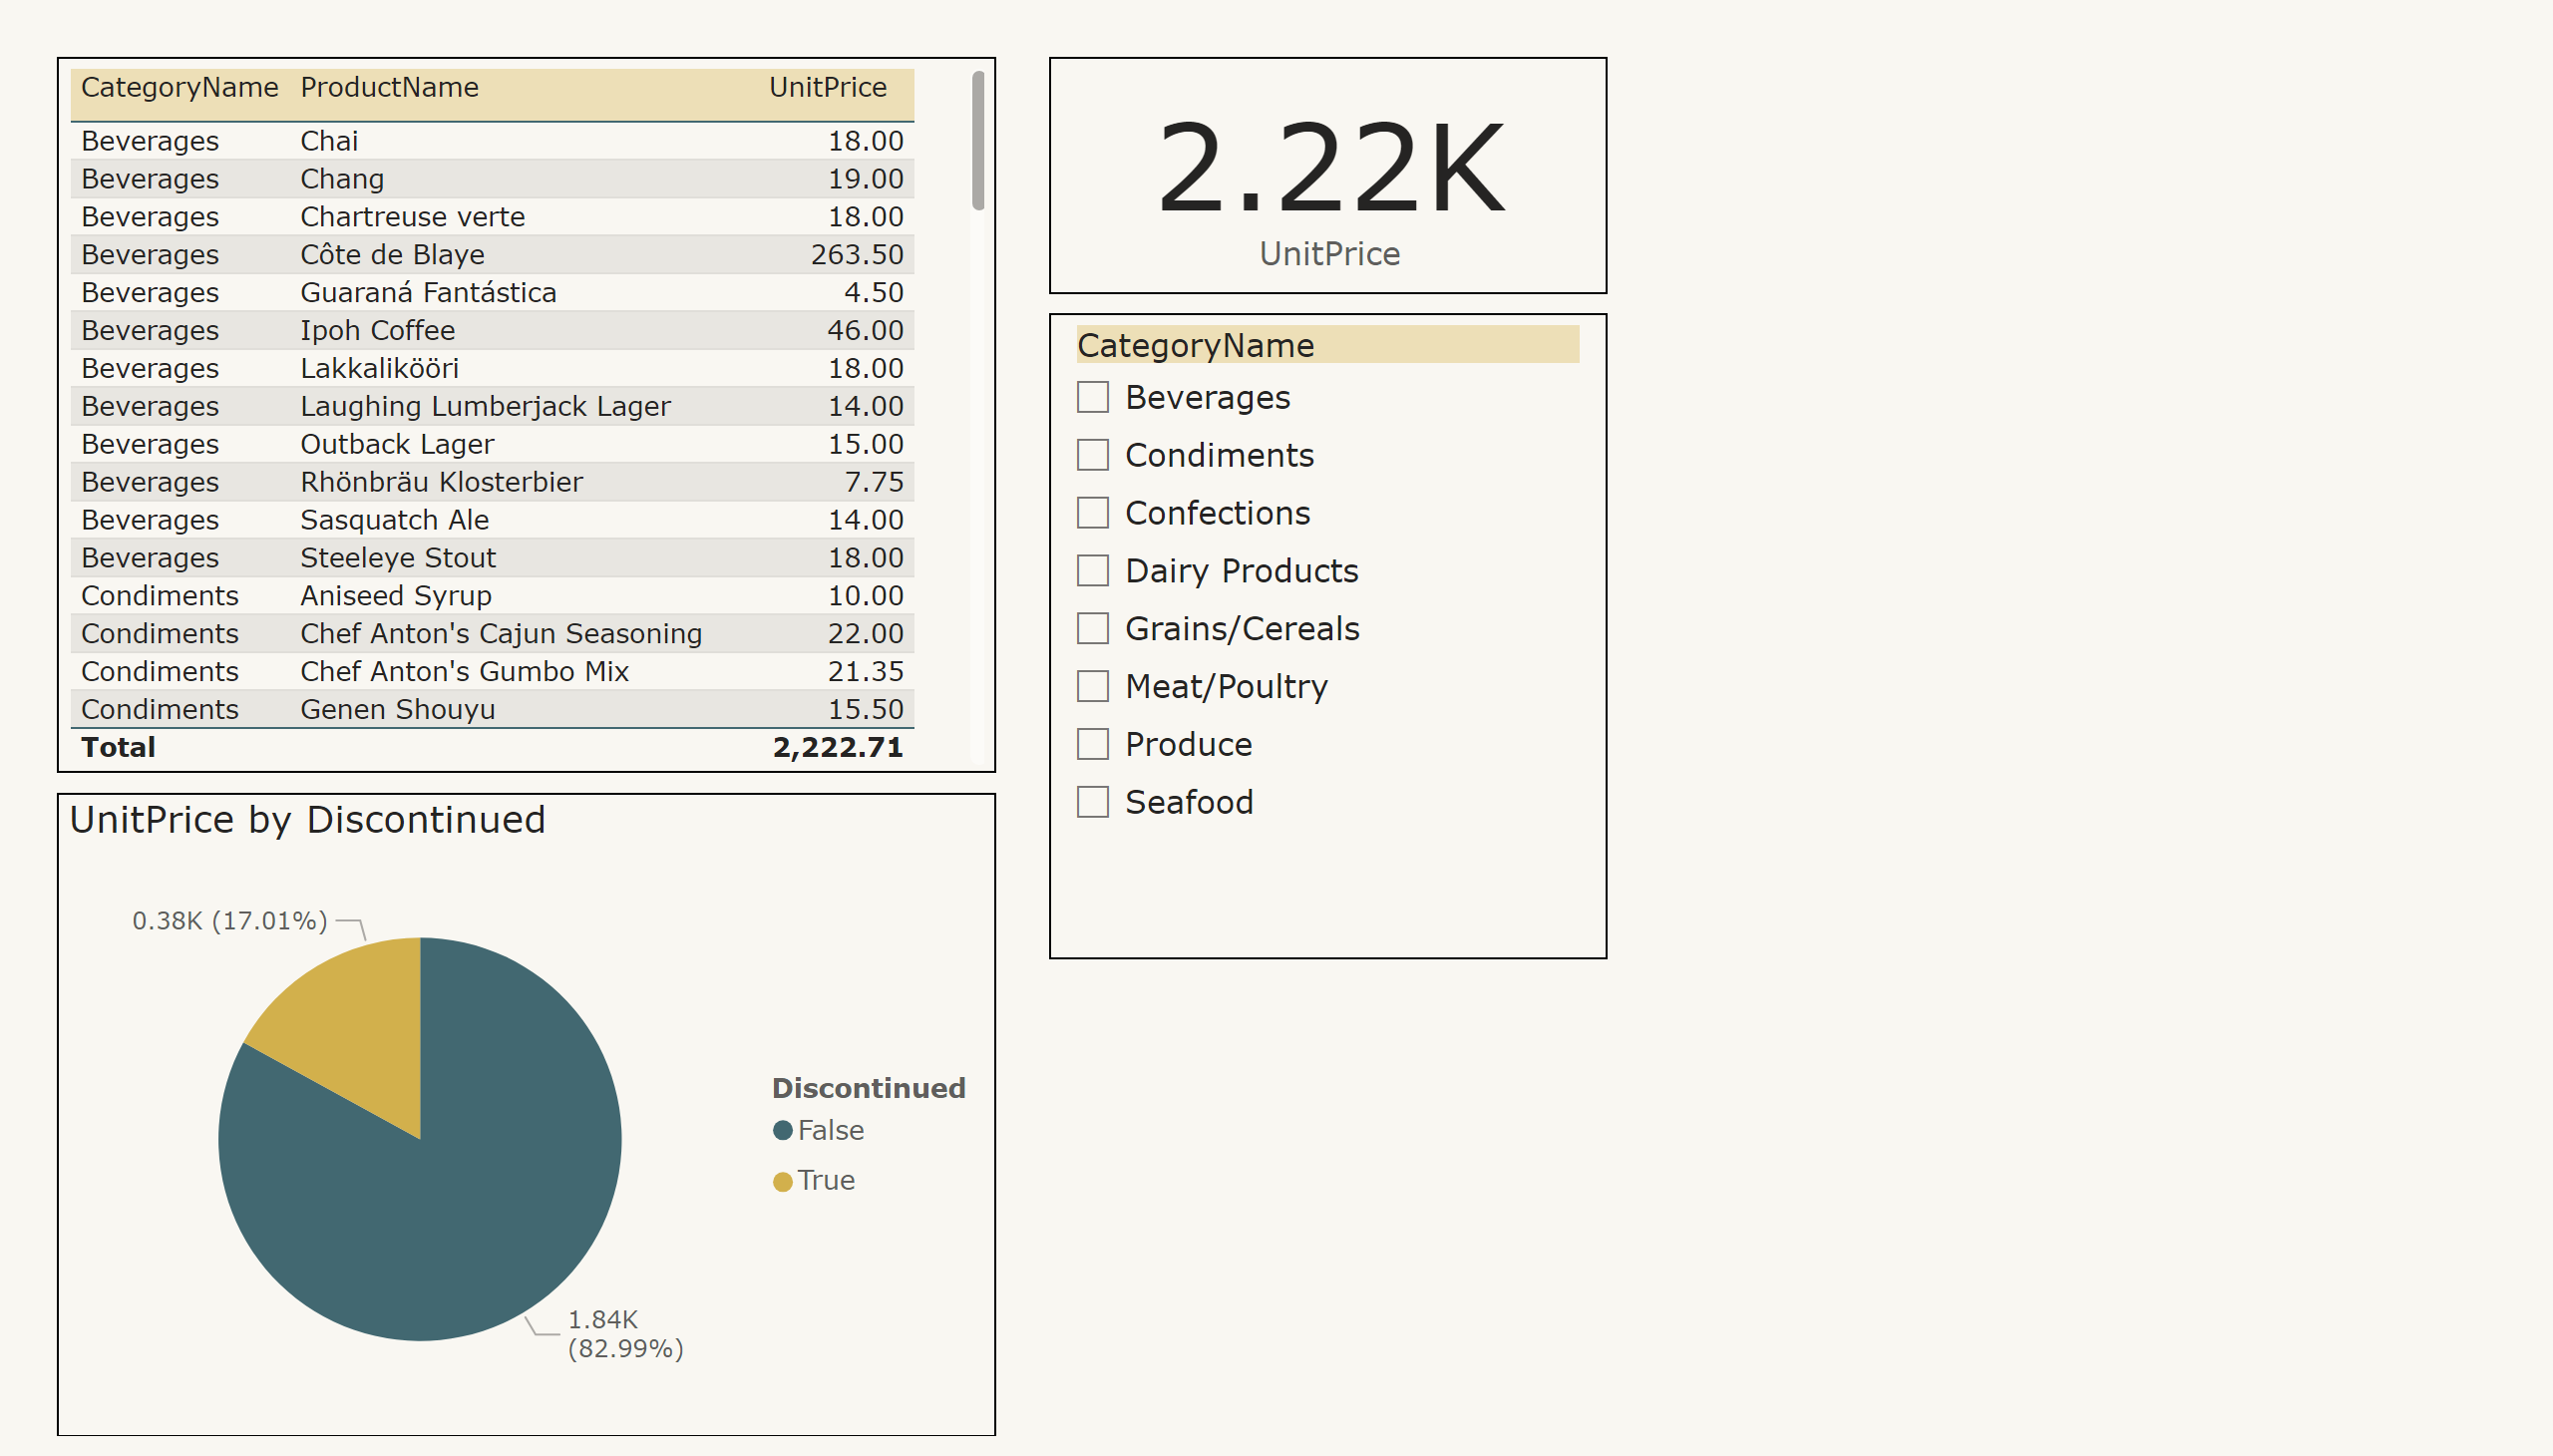 CategoryName ProductName UnitPrice
Beverages Chai 18.00
Beverages Chang 19.00
Beverages Chartreuse verte 18.00
Beverages Côte de Blaye 263.50
Beverages Guaraná Fantástica 4.50
Beverages Ipoh Coffee 46.00
Beverages Lakkalikööri 18.00
Beverages Laughing Lumberjack Lager 14.00
Beverages Outback Lager 15.00
Beverages Rhönbräu Klosterbier 7.75
Beverages Sasquatch Ale 14.00
Beverages Steeleye Stout 18.00
Condiments Aniseed Syrup 10.00
Condiments Chef Anton's Cajun Seasoning 22.00
Condiments Chef Anton's Gumbo Mix 21.35
Condiments Genen Shouyu 15.50
Total 2,222.71
2.22K
UnitPrice
CategoryName
Beverages
Condiments
Confections
Dairy Products
Grains/Cereals
Meat/Poultry
Produce
Seafood
UnitPrice by Discontinued
0.38K (17.01%)
Discontinued
False
True
1.84K
(82.99%)